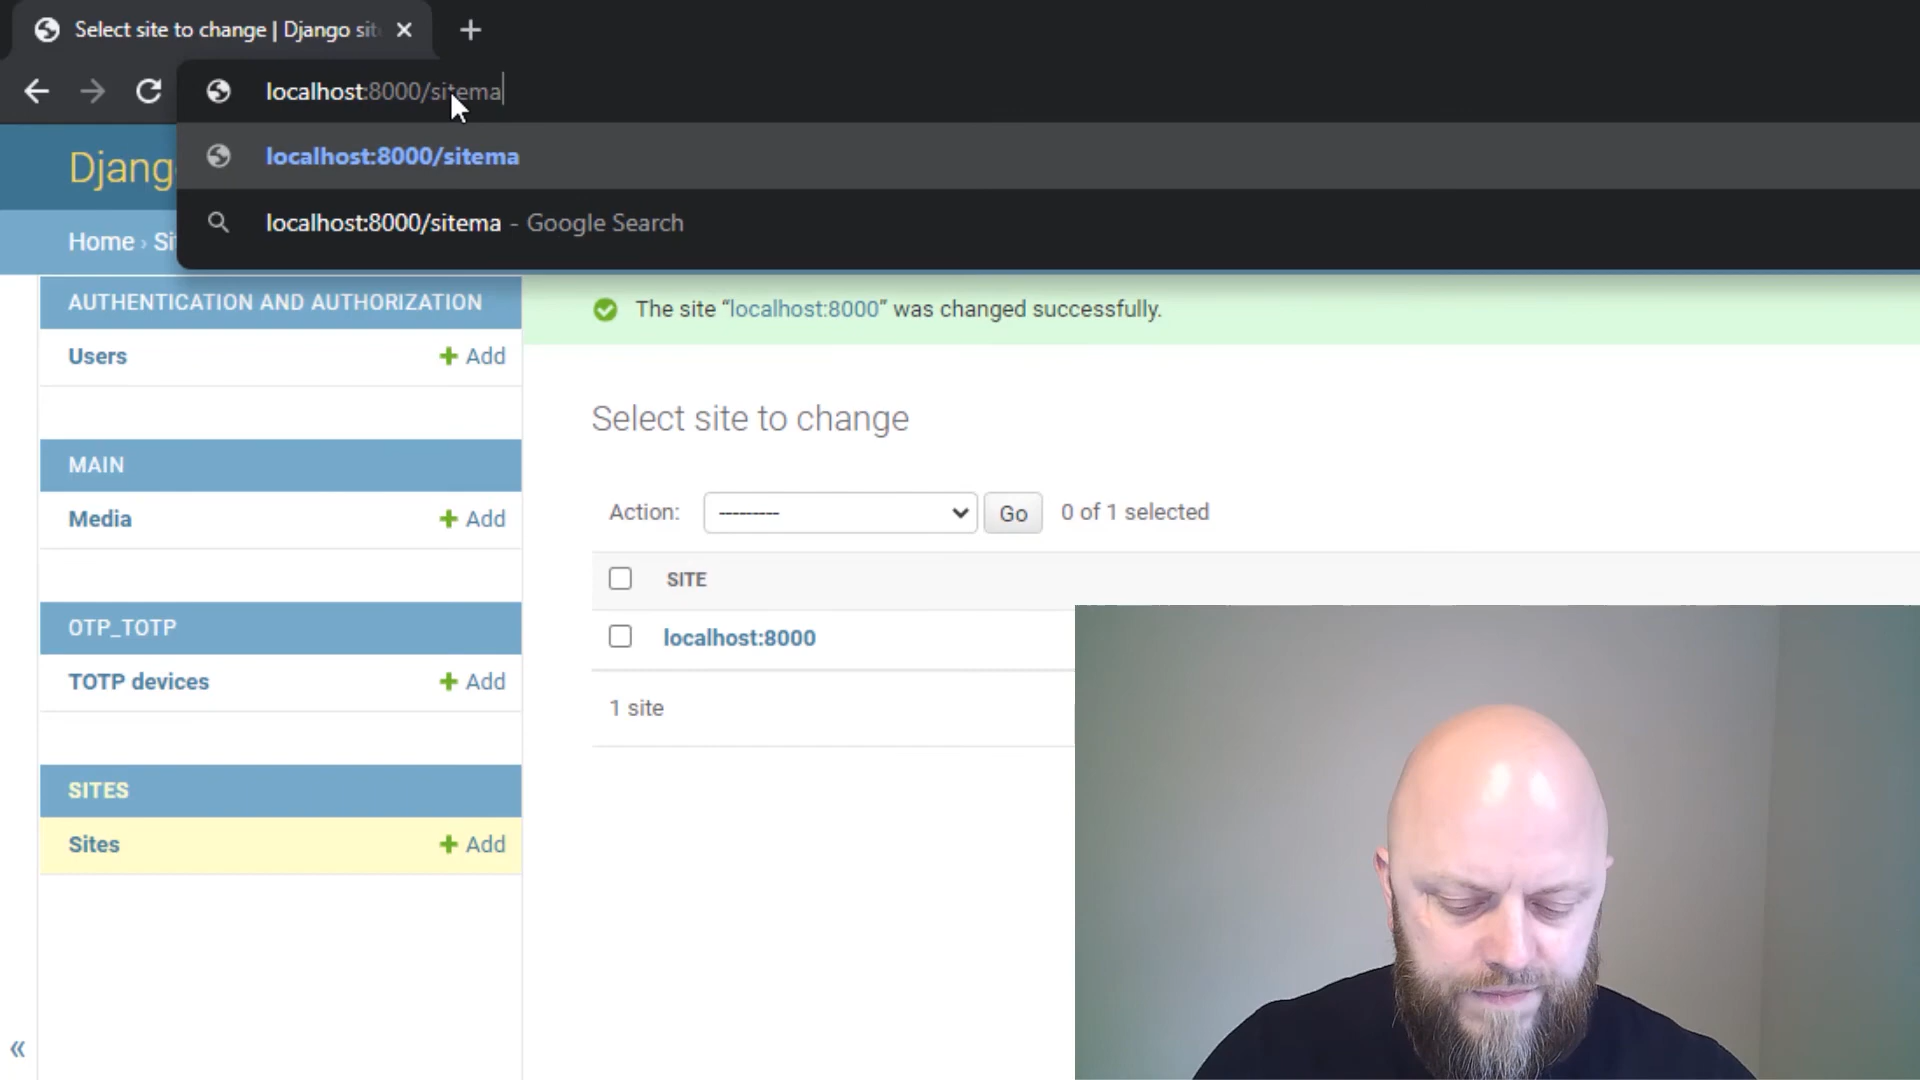 Select site to change | Django sit
localhost:8000/sitema
localhost:8000/sitema
localhost:8000/sitema - Google Search
Djang
Home › Si
AUTHENTICATION AND AUTHORIZATION
Users + Add
MAIN
Media + Add
OTP_TOTP
TOTP devices + Add
SITES
Sites + Add
«
The site “localhost:8000” was changed successfully.
Select site to change
Action: --------- Go 0 of 1 selected
SITE
localhost:8000
1 site